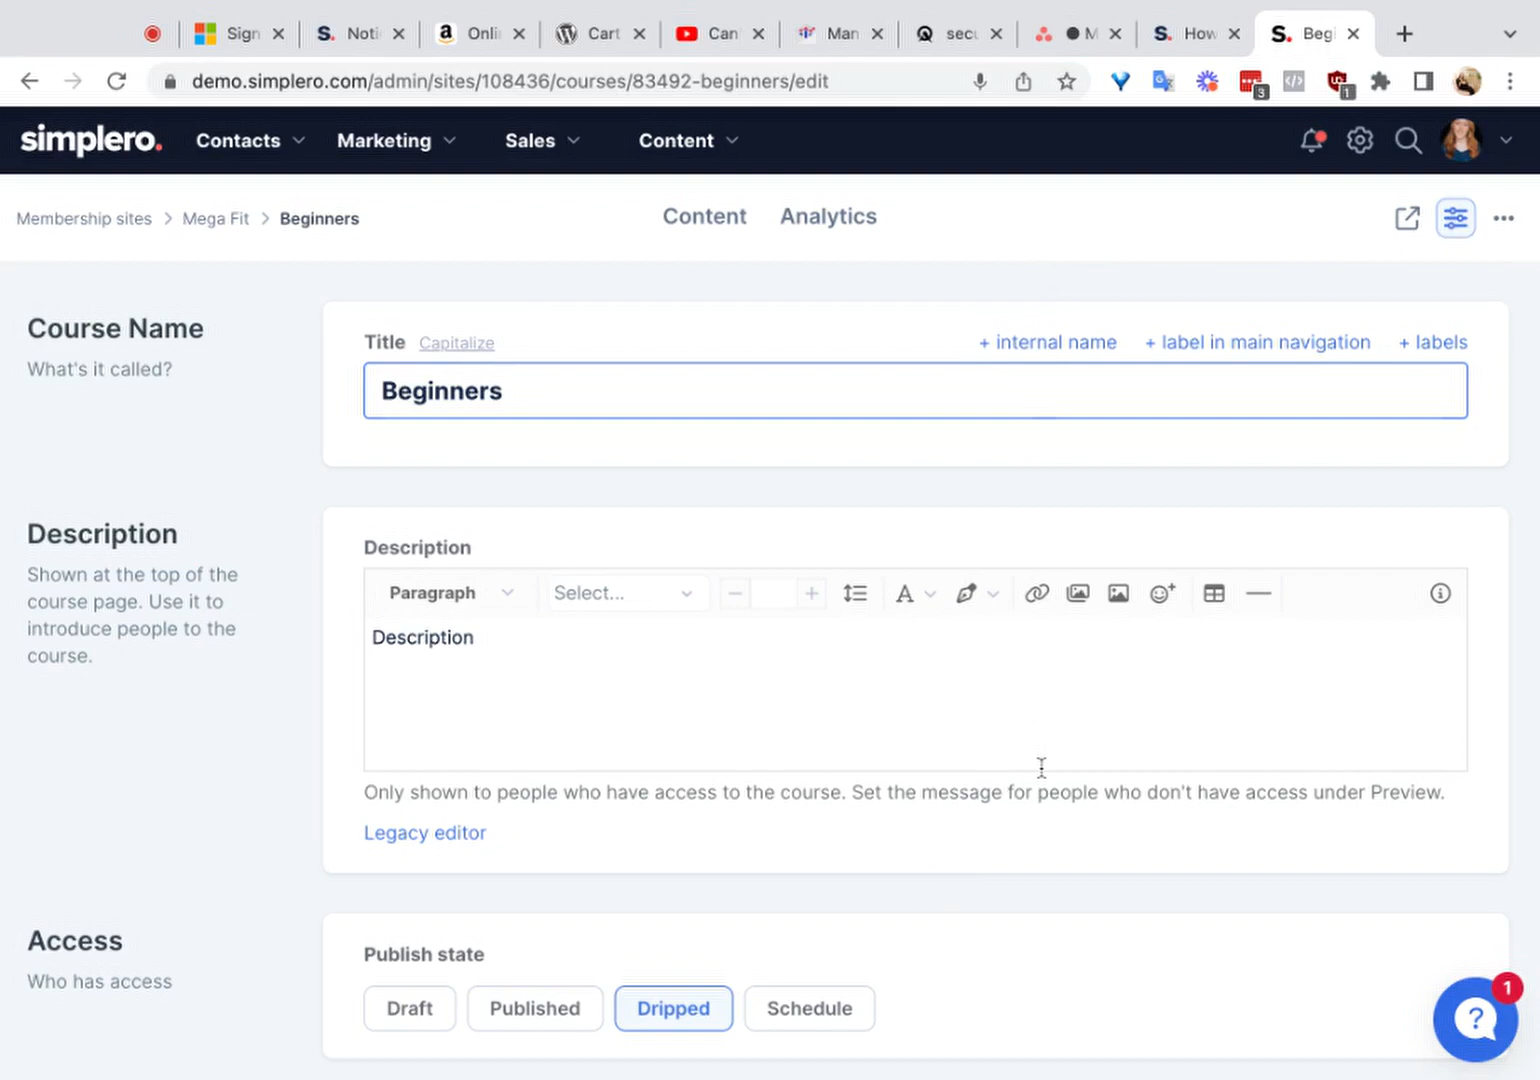 Sign
Noti
Onli
Cart
Can
Man
secu
M
How
Begi
demo.simplero.com/admin/sites/108436/courses/83492-beginners/edit
3
1
simplero.
Contacts
Marketing
Sales
Content
Membership sites > Mega Fit > Beginners
Content
Analytics
Course Name
What's it called?
Title Capitalize
+ internal name
+ label in main navigation
+ labels
Beginners
Description
Shown at the top of the
course page. Use it to
introduce people to the
course.
Description
Paragraph
Select...
Description
Only shown to people who have access to the course. Set the message for people who don't have access under Preview.
Legacy editor
Access
Who has access
Publish state
Draft
Published
Dripped
Schedule
1